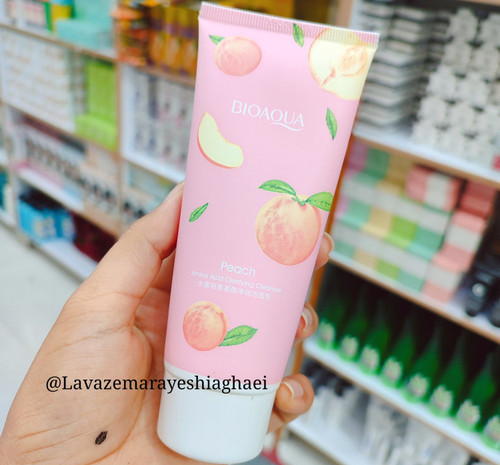 BIOAQUA
Peach
Amino Acid Clarifying Cleanser
@Lavazemarayeshiaghaei